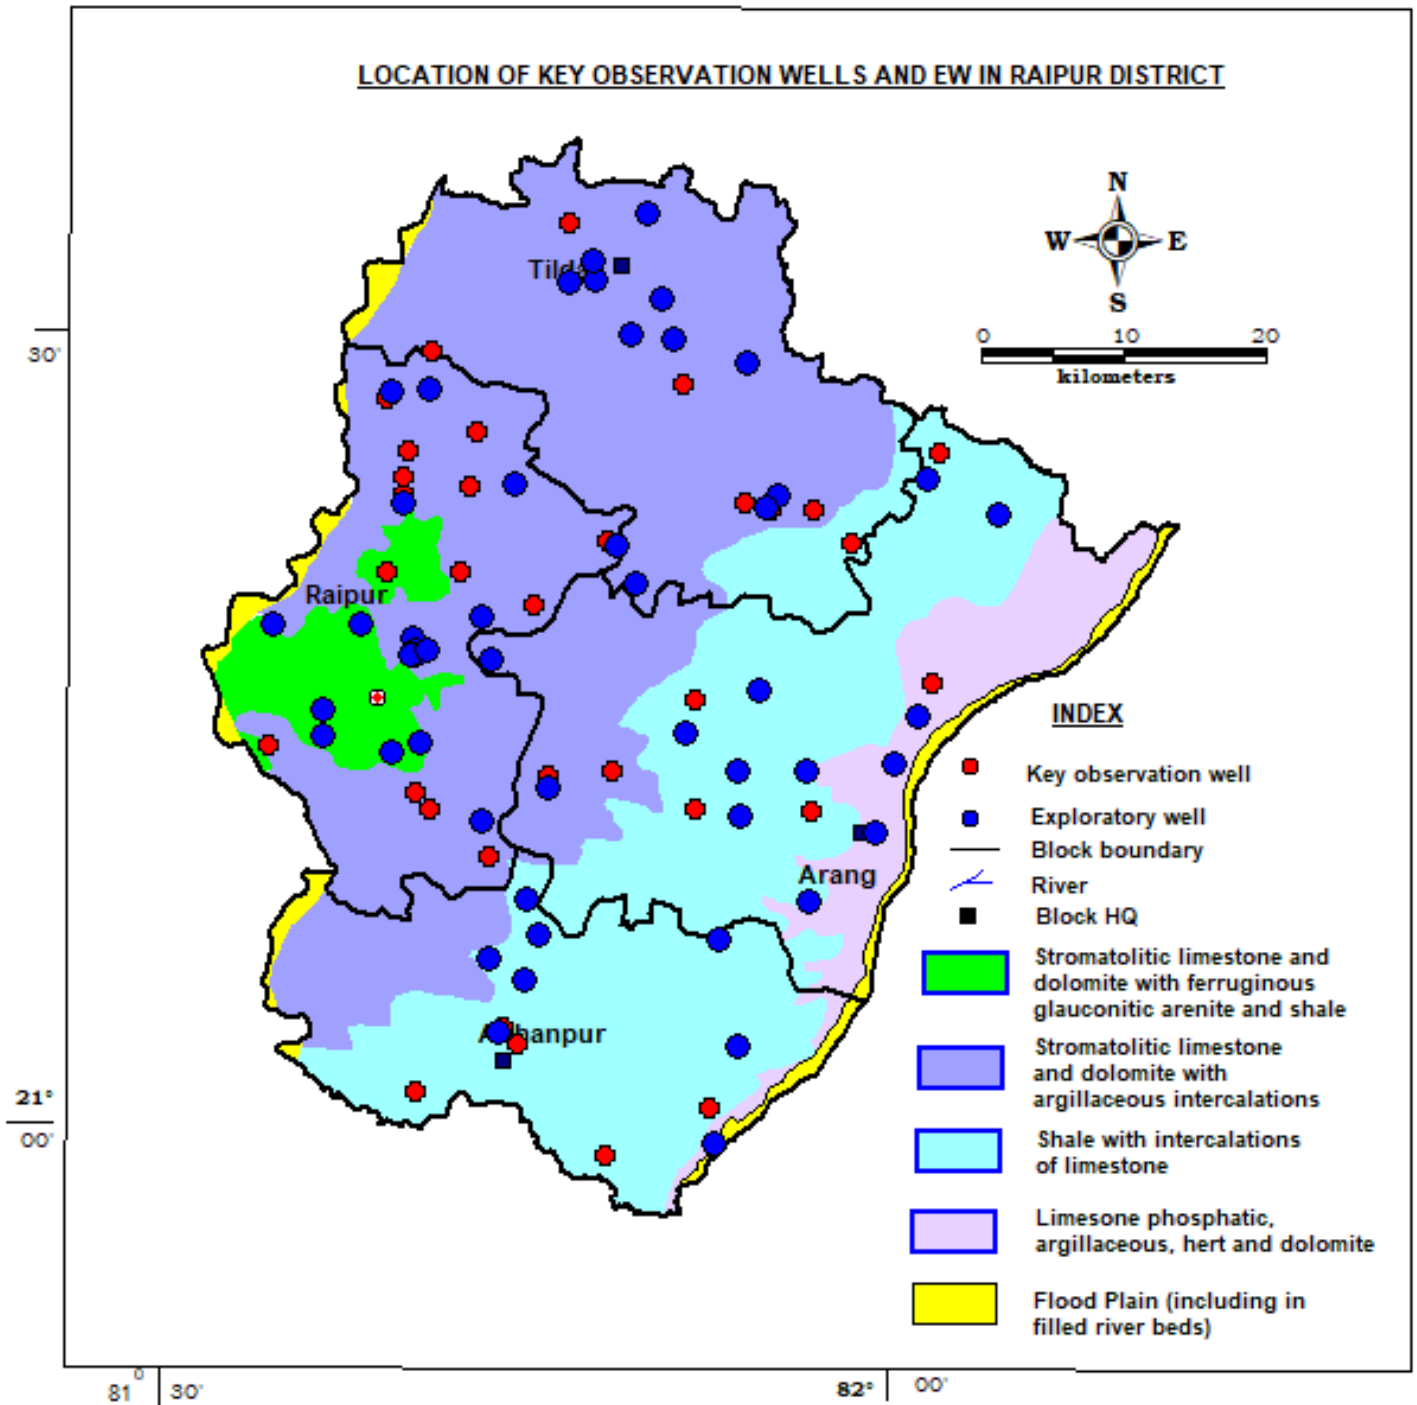 LOCATION OF KEY OBSERVATION WELLS AND EW IN RAIPUR DISTRICT
N
W E
S
0 10 20
kilometers
Tilda
30'
Raipur
INDEX
Key observation well
Exploratory well
Block boundary
River
Block HQ
Arang
Stromatolitic limestone and
dolomite with ferruginous
glauconitic arenite and shale
hanpur
Stromatolitic limestone
and dolomite with
argillaceous intercalations
21°
00'
Shale with intercalations
of limestone
Limesone phosphatic,
argillaceous, hert and dolomite
Flood Plain (including in
filled river beds)
81° 30'
82° 00'